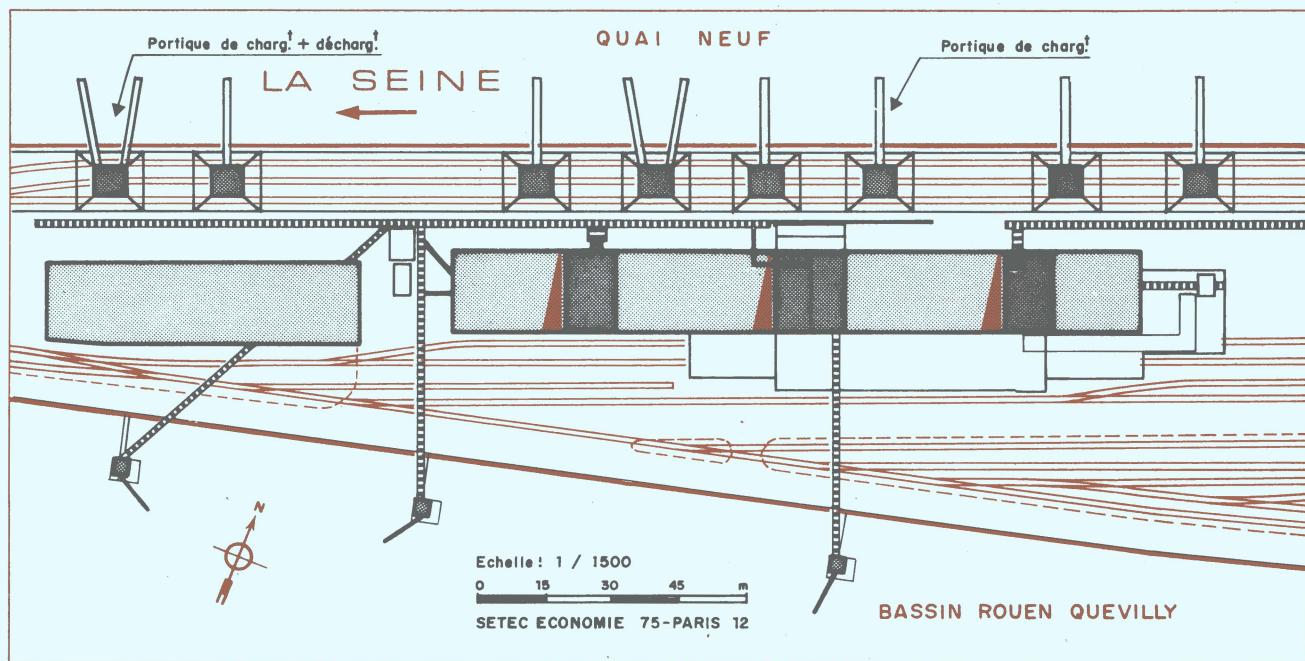 QUAI NEUF
Portique de charg.t + décharg.t
Portique de charg.t
LA SEINE
N
Echelle: 1 / 1500
0 15 30 45 m
SETEC ECONOMIE 75-PARIS 12
BASSIN ROUEN QUEVILLY